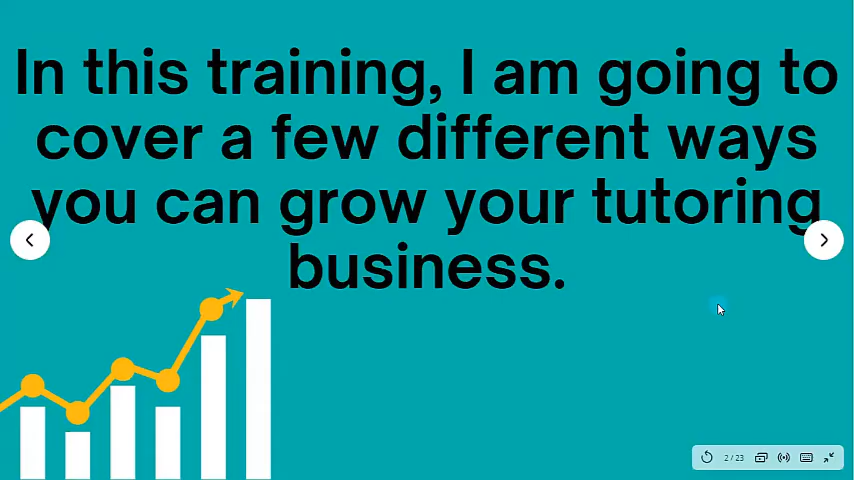 In this training, I am going to
cover a few different ways
you can grow your tutoring
business.
2 / 23